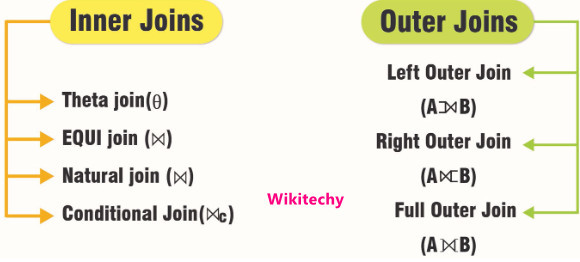 Inner Joins
Theta join(θ)
EQUI join (⋈)
Natural join (⋈)
Conditional Join(⋈c)
Wikitechy
Outer Joins
Left Outer Join
(A⟕B)
Right Outer Join
(A⟖B)
Full Outer Join
(A⋈B)